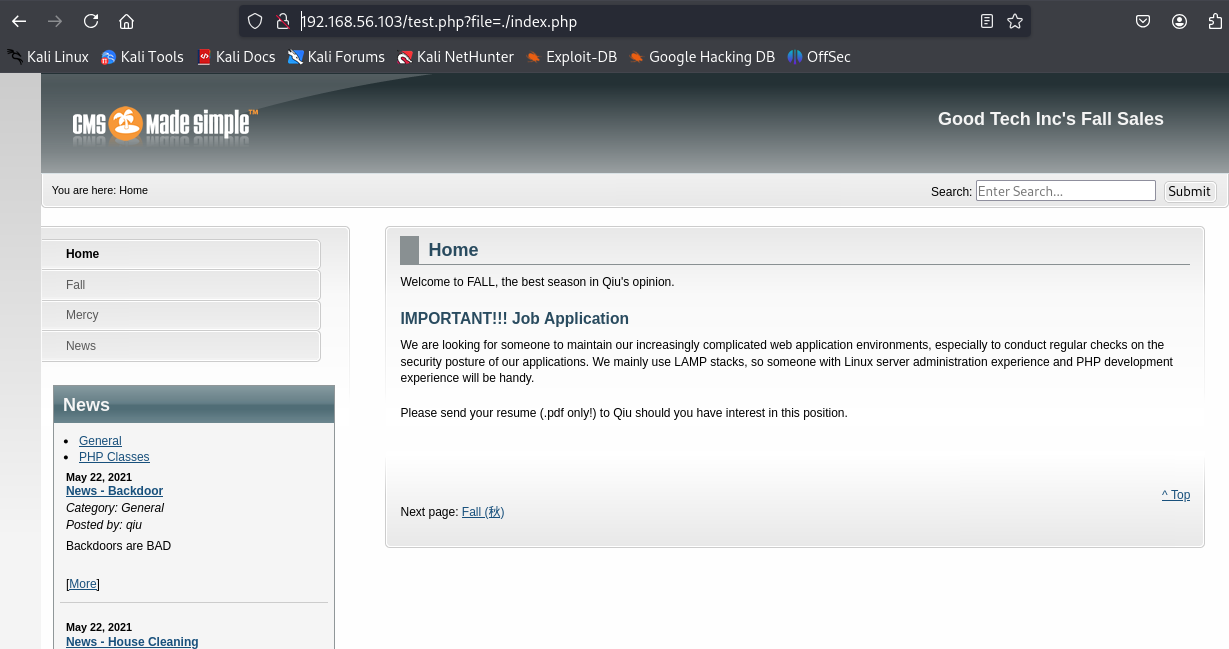 192.168.56.103/test.php?file=./index.php
Kali Linux Kali Tools Kali Docs Kali Forums Kali NetHunter Exploit-DB Google Hacking DB OffSec
CMS Made Simple™
Good Tech Inc's Fall Sales
You are here: Home
Search: Enter Search... Submit
Home
Fall
Mercy
News
News
General
PHP Classes
May 22, 2021
News - Backdoor
Category: General
Posted by: qiu
Backdoors are BAD
[More]
May 22, 2021
News - House Cleaning
Home
Welcome to FALL, the best season in Qiu's opinion.
IMPORTANT!!! Job Application
We are looking for someone to maintain our increasingly complicated web application environments, especially to conduct regular checks on the
security posture of our applications. We mainly use LAMP stacks, so someone with Linux server administration experience and PHP development
experience will be handy.
Please send your resume (.pdf only!) to Qiu should you have interest in this position.
^ Top
Next page: Fall (秋)